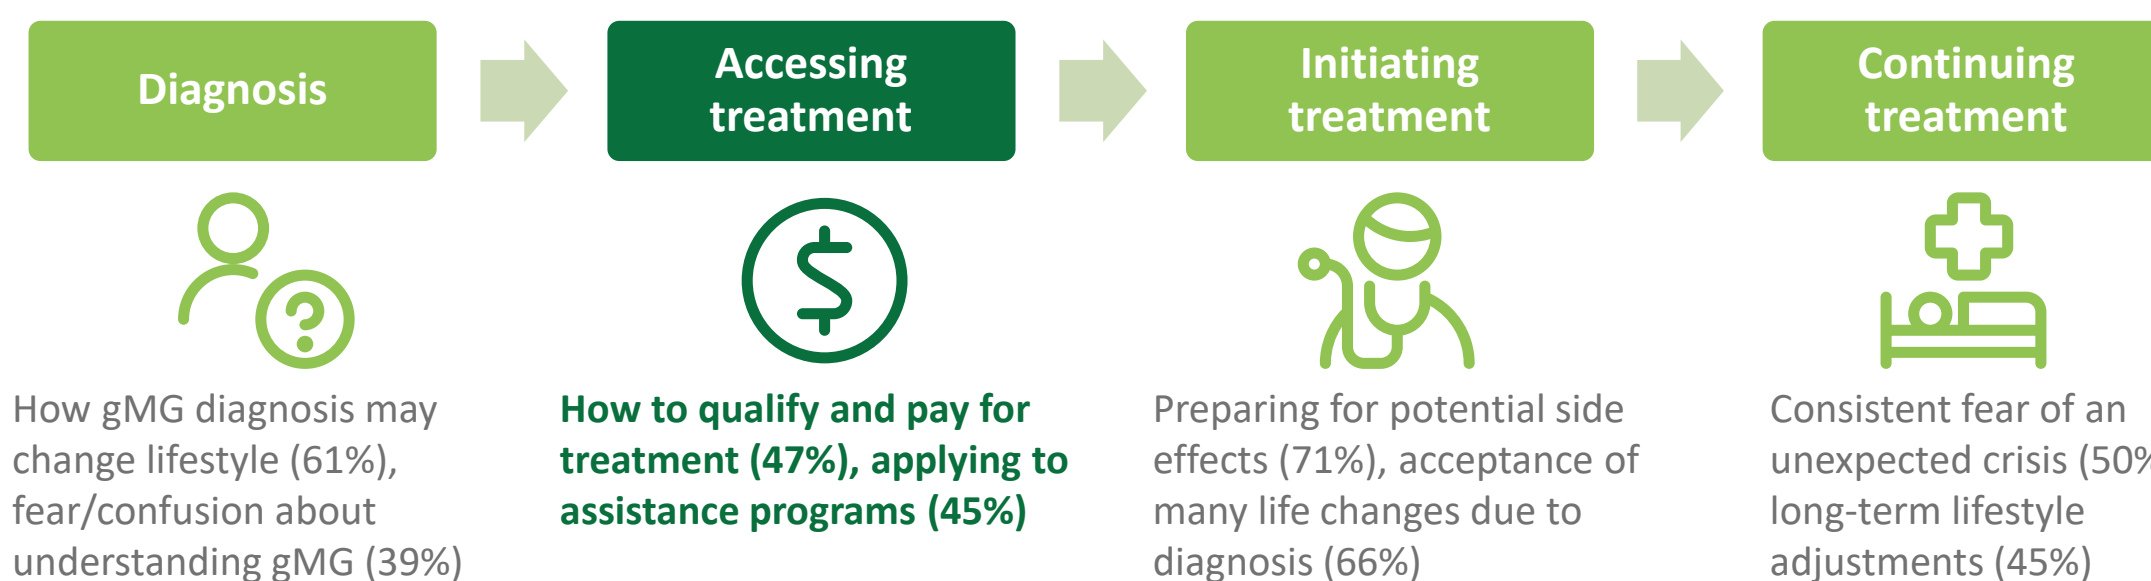 Diagnosis
Accessing
treatment
Initiating
treatment
Continuing
treatment
How gMG diagnosis may
change lifestyle (61%),
fear/confusion about
understanding gMG (39%)
How to qualify and pay for
treatment (47%), applying to
assistance programs (45%)
Preparing for potential side
effects (71%), acceptance of
many life changes due to
diagnosis (66%)
Consistent fear of an
unexpected crisis (50%
long-term lifestyle
adjustments (45%)